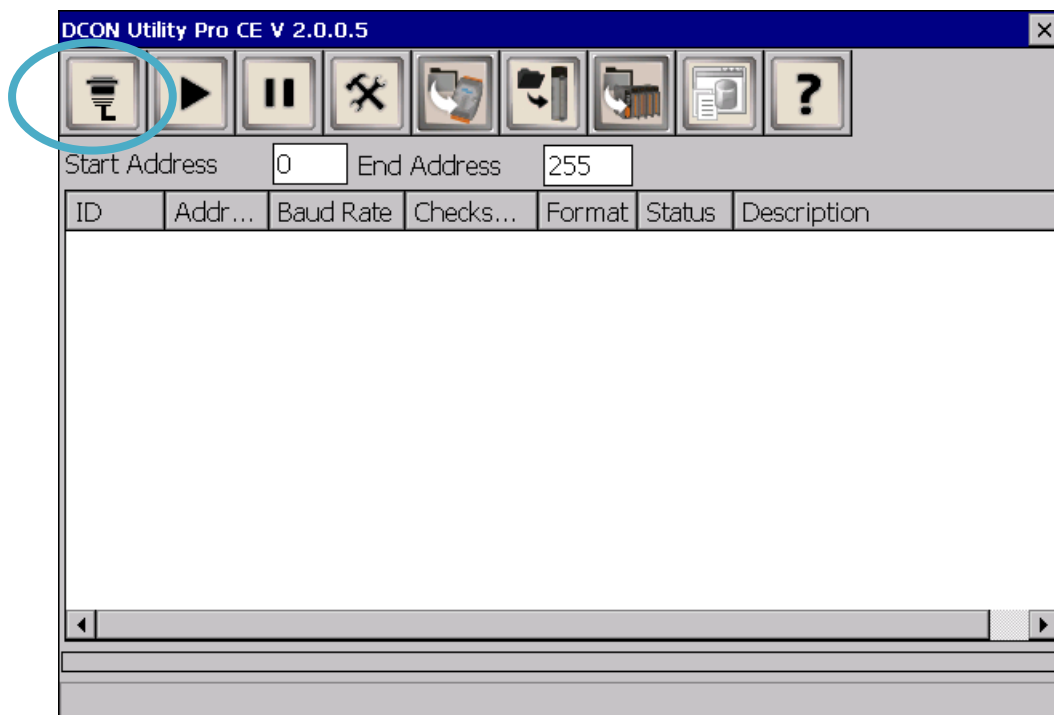 DCON Utility Pro CE V 2.0.0.5
?
Start Address 0 End Address 255
ID Addr... Baud Rate Checks... Format Status Description